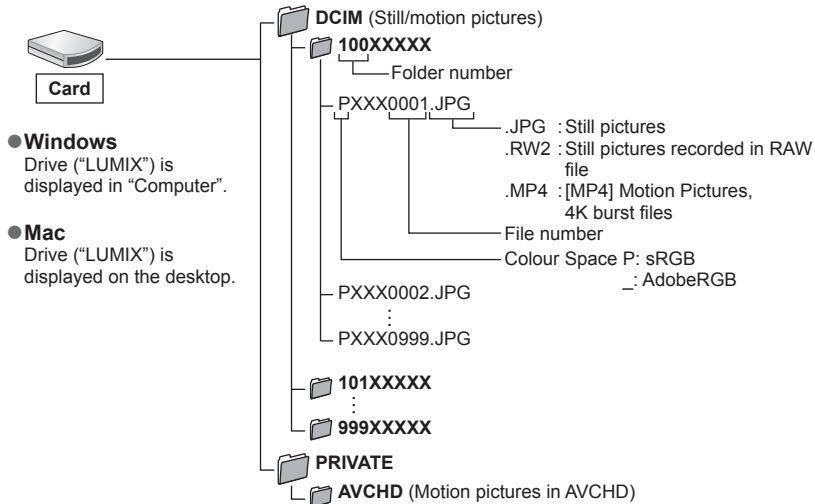 DCIM (Still/motion pictures)
100XXXXX
Folder number
Card
PXXX0001.JPG
.JPG : Still pictures
.RW2 : Still pictures recorded in RAW
file
.MP4 : [MP4] Motion Pictures,
4K burst files
File number
Colour Space P: sRGB
_: AdobeRGB
●Windows
Drive (“LUMIX”) is
displayed in “Computer”.
●Mac
Drive (“LUMIX”) is
displayed on the desktop.
PXXX0002.JPG
PXXX0999.JPG
101XXXXX
999XXXXX
PRIVATE
AVCHD (Motion pictures in AVCHD)